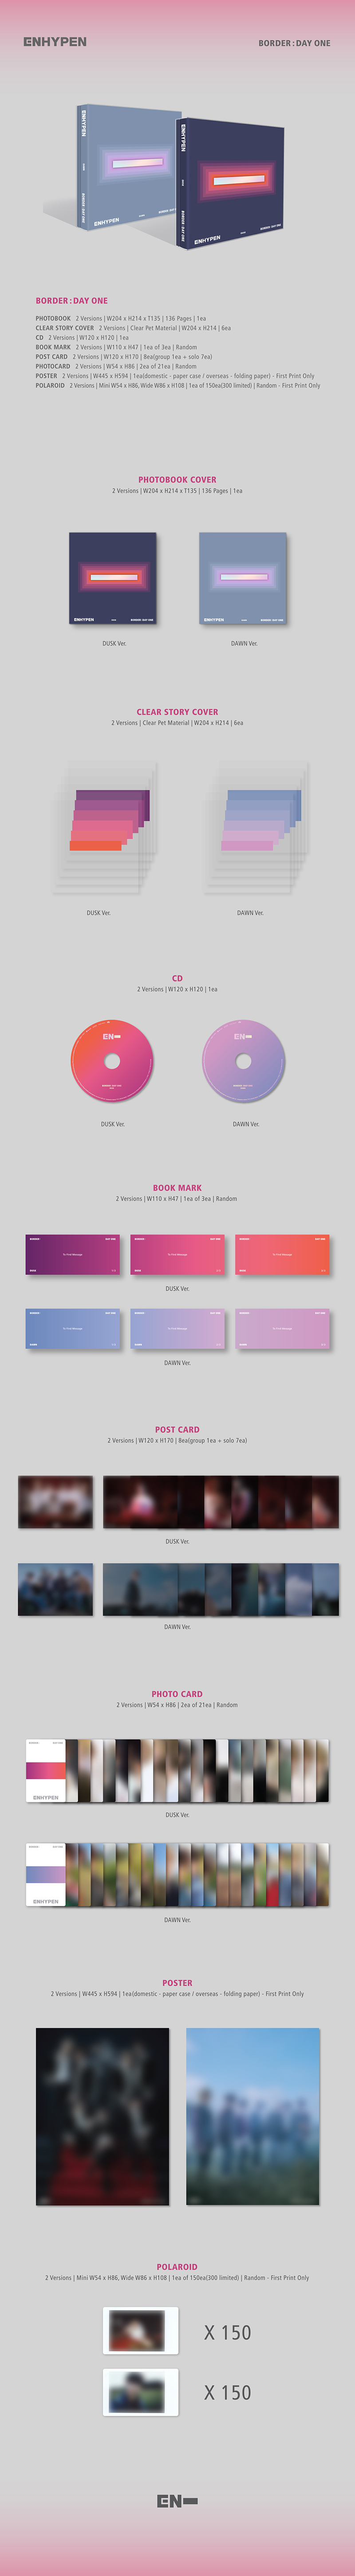 ENHYPEN
BORDER : DAY ONE
ENHYPEN
ENHYPEN
BORDER : DAY ONE
ENHYPEN
ENHYPEN
BORDER : DAY ONE
PHOTOBOOK 2 Versions | W204 x H214 x T135 | 136 Pages | 1ea
CLEAR STORY COVER 2 Versions | Clear Pet Material | W204 x H214 | 6ea
CD 2 Versions | W120 x H120 | 1ea
BOOK MARK 2 Versions | W110 x H47 | 1ea of 3ea | Random
POST CARD 2 Versions | W120 x H170 | 8ea(group 1ea + solo 7ea)
PHOTOCARD 2 Versions | W54 x H86 | 2ea of 21ea | Random
POSTER 2 Versions | W445 x H594 | 1ea(domestic - paper case / overseas - folding paper) - First Print Only
POLAROID 2 Versions | Mini W54 x H86, Wide W86 x H108 | 1ea of 150ea(300 limited) | Random - First Print Only
PHOTOBOOK COVER
2 Versions | W204 x H214 x T135 | 136 Pages | 1ea
ENHYPEN
BORDER : DAY ONE
ENHYPEN
BORDER : DAY ONE
DUSK Ver.
DAWN Ver.
CLEAR STORY COVER
2 Versions | Clear Pet Material | W204 x H214 | 6ea
DUSK Ver.
DAWN Ver.
CD
2 Versions | W120 x H120 | 1ea
EN-
EN-
DUSK Ver.
DAWN Ver.
BOOK MARK
2 Versions | W110 x H47 | 1ea of 3ea | Random
DUSK Ver.
DAWN Ver.
POST CARD
2 Versions | W120 x H170 | 8ea(group 1ea + solo 7ea)
DUSK Ver.
DAWN Ver.
PHOTO CARD
2 Versions | W54 x H86 | 2ea of 21ea | Random
ENHYPEN
DUSK Ver.
ENHYPEN
DAWN Ver.
POSTER
2 Versions | W445 x H594 | 1ea(domestic - paper case / overseas - folding paper) - First Print Only
POLAROID
2 Versions | Mini W54 x H86, Wide W86 x H108 | 1ea of 150ea(300 limited) | Random - First Print Only
X 150
X 150
EN-